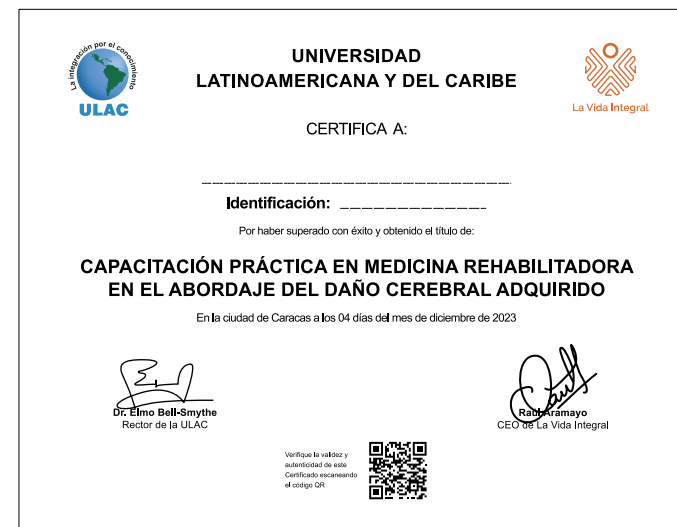 La integración por el conocimiento
ULAC
UNIVERSIDAD
LATINOAMERICANA Y DEL CARIBE
La Vida Integral
CERTIFICA A:
Identificación:
Por haber superado con éxito y obtenido el título de:
CAPACITACIÓN PRÁCTICA EN MEDICINA REHABILITADORA
EN EL ABORDAJE DEL DAÑO CEREBRAL ADQUIRIDO
En la ciudad de Caracas a los 04 días del mes de diciembre de 2023
Dr. Elmo Bell-Smythe
Rector de la ULAC
Raúl Aramayo
CEO de La Vida Integral
Verifique la validez y
autenticidad de este
Certificado escaneando
el código QR